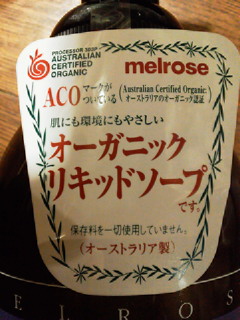 PROCESSOR 350P
AUSTRALIAN
CERTIFIED
ORGANIC
melrose
ACO マークが ついている (Australian Certified Organic: オーストラリアのオーガニック認証)
肌にも環境にもやさしい
オーガニック
リキッドソープ
です。
保存料を一切使用していません。
(オーストラリア製)
ELROS